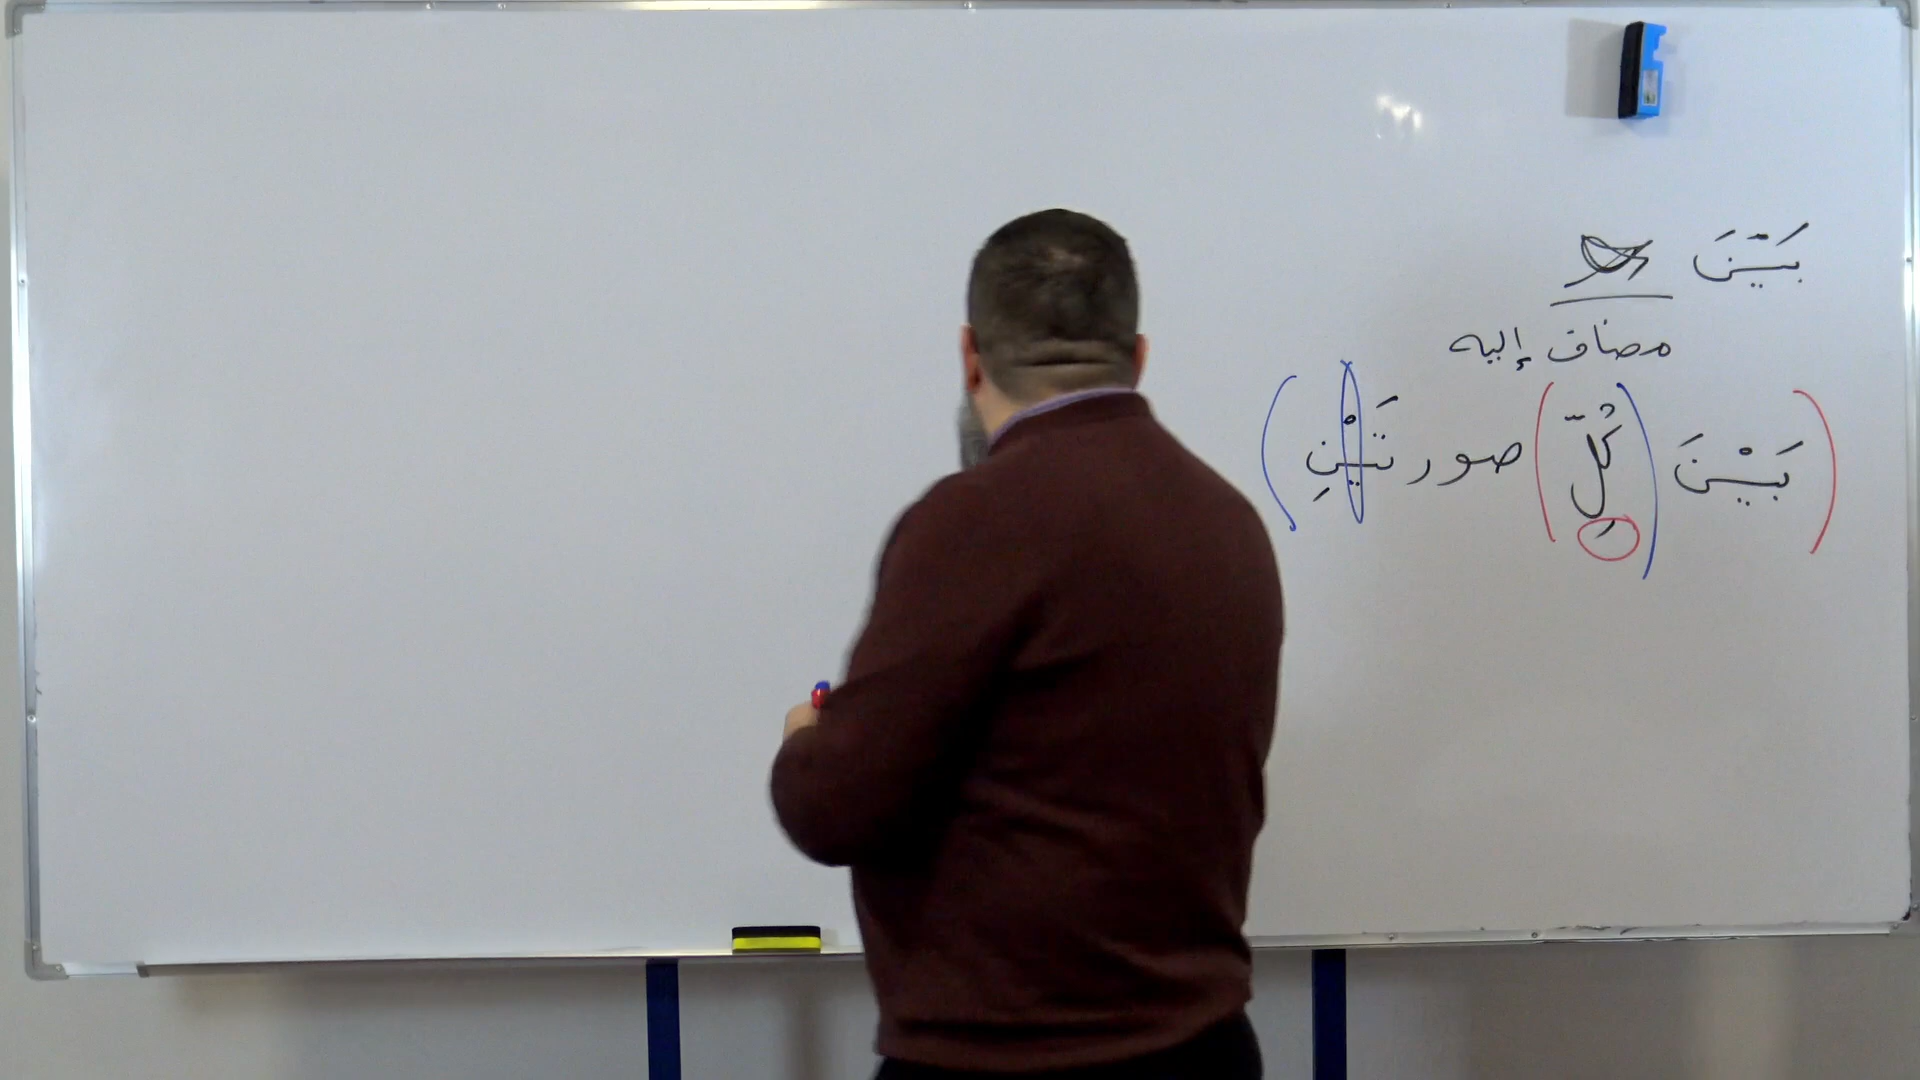 بَيْنَ
مضاف إليه
(بَيْنَ (كُلِّ) صورتَيْنِ)